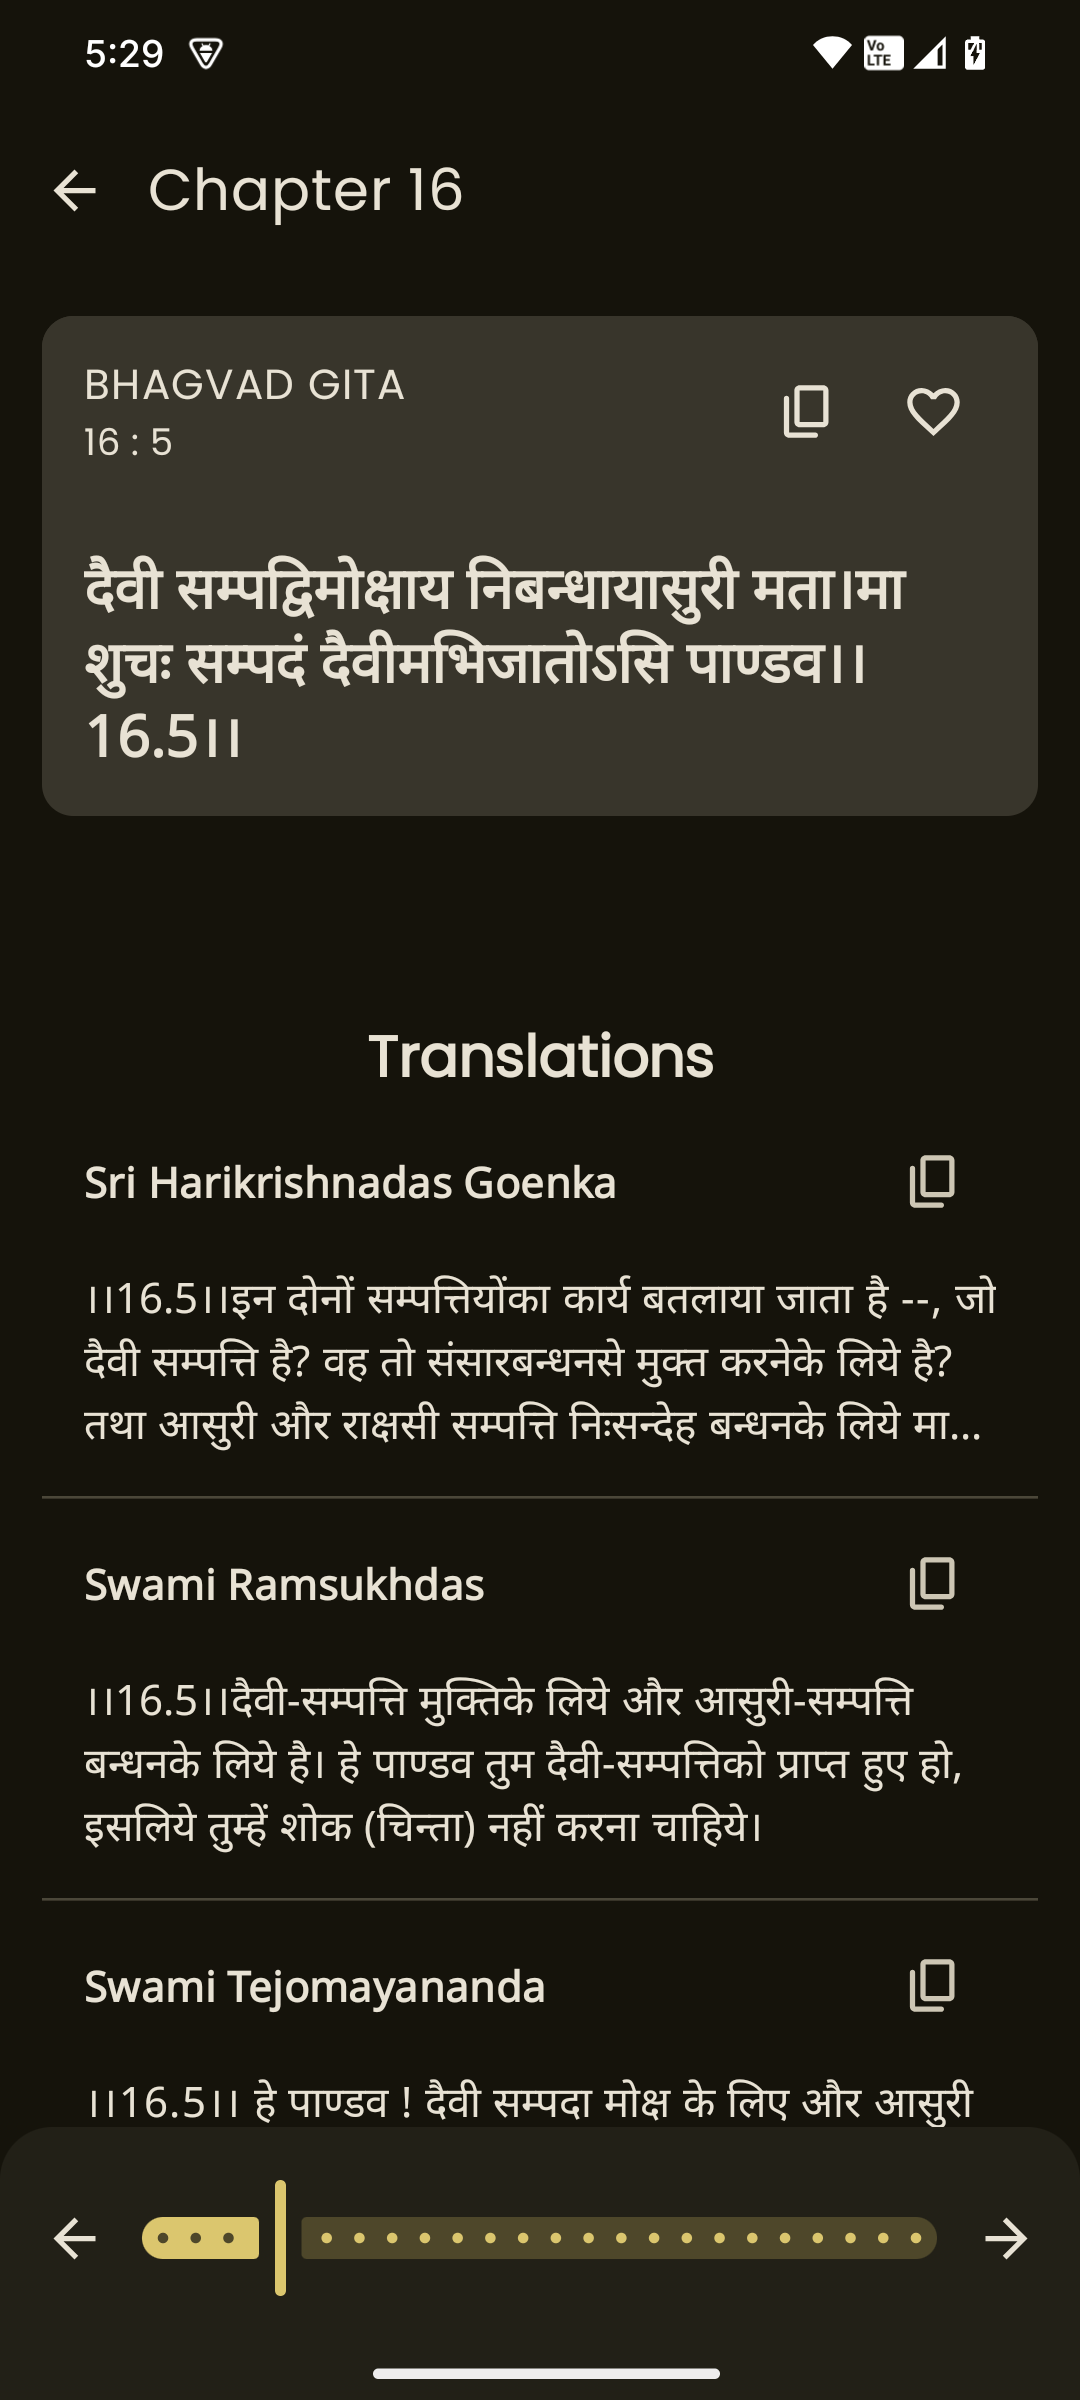 5:29
Vo LTE
Chapter 16
BHAGVAD GITA
16 : 5
दैवी सम्पद्विमोक्षाय निबन्धायासुरी मता।मा
शुचः सम्पदं दैवीमभिजातोऽसि पाण्डव।।
16.5।।
Translations
Sri Harikrishnadas Goenka
।।16.5।।इन दोनों सम्पत्तियोंका कार्य बतलाया जाता है --, जो
दैवी सम्पत्ति है? वह तो संसारबन्धनसे मुक्त करनेके लिये है?
तथा आसुरी और राक्षसी सम्पत्ति निःसन्देह बन्धनके लिये मा...
Swami Ramsukhdas
।।16.5।।दैवी-सम्पत्ति मुक्तिके लिये और आसुरी-सम्पत्ति
बन्धनके लिये है। हे पाण्डव तुम दैवी-सम्पत्तिको प्राप्त हुए हो,
इसलिये तुम्हें शोक (चिन्ता) नहीं करना चाहिये।
Swami Tejomayananda
।।16.5।। हे पाण्डव ! दैवी सम्पदा मोक्ष के लिए और आसुरी